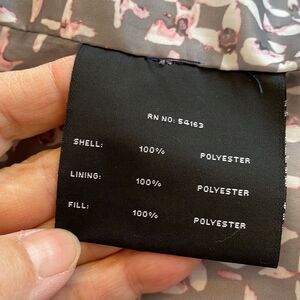 RN NO: 54163
SHELL: 100% POLYESTER
LINING: 100% POLYESTER
FILL: 100% POLYESTER